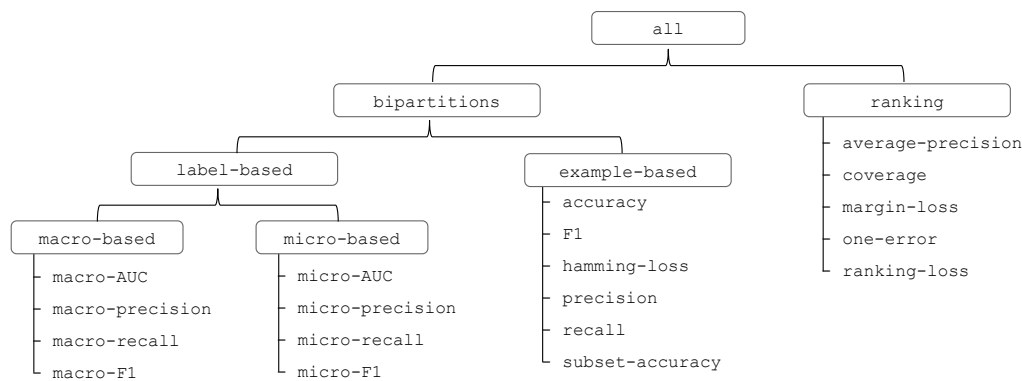 all
bipartitions
ranking
label-based
example-based
macro-based
micro-based
macro-AUC
macro-precision
macro-recall
macro-F1
micro-AUC
micro-precision
micro-recall
micro-F1
accuracy
F1
hamming-loss
precision
recall
subset-accuracy
average-precision
coverage
margin-loss
one-error
ranking-loss